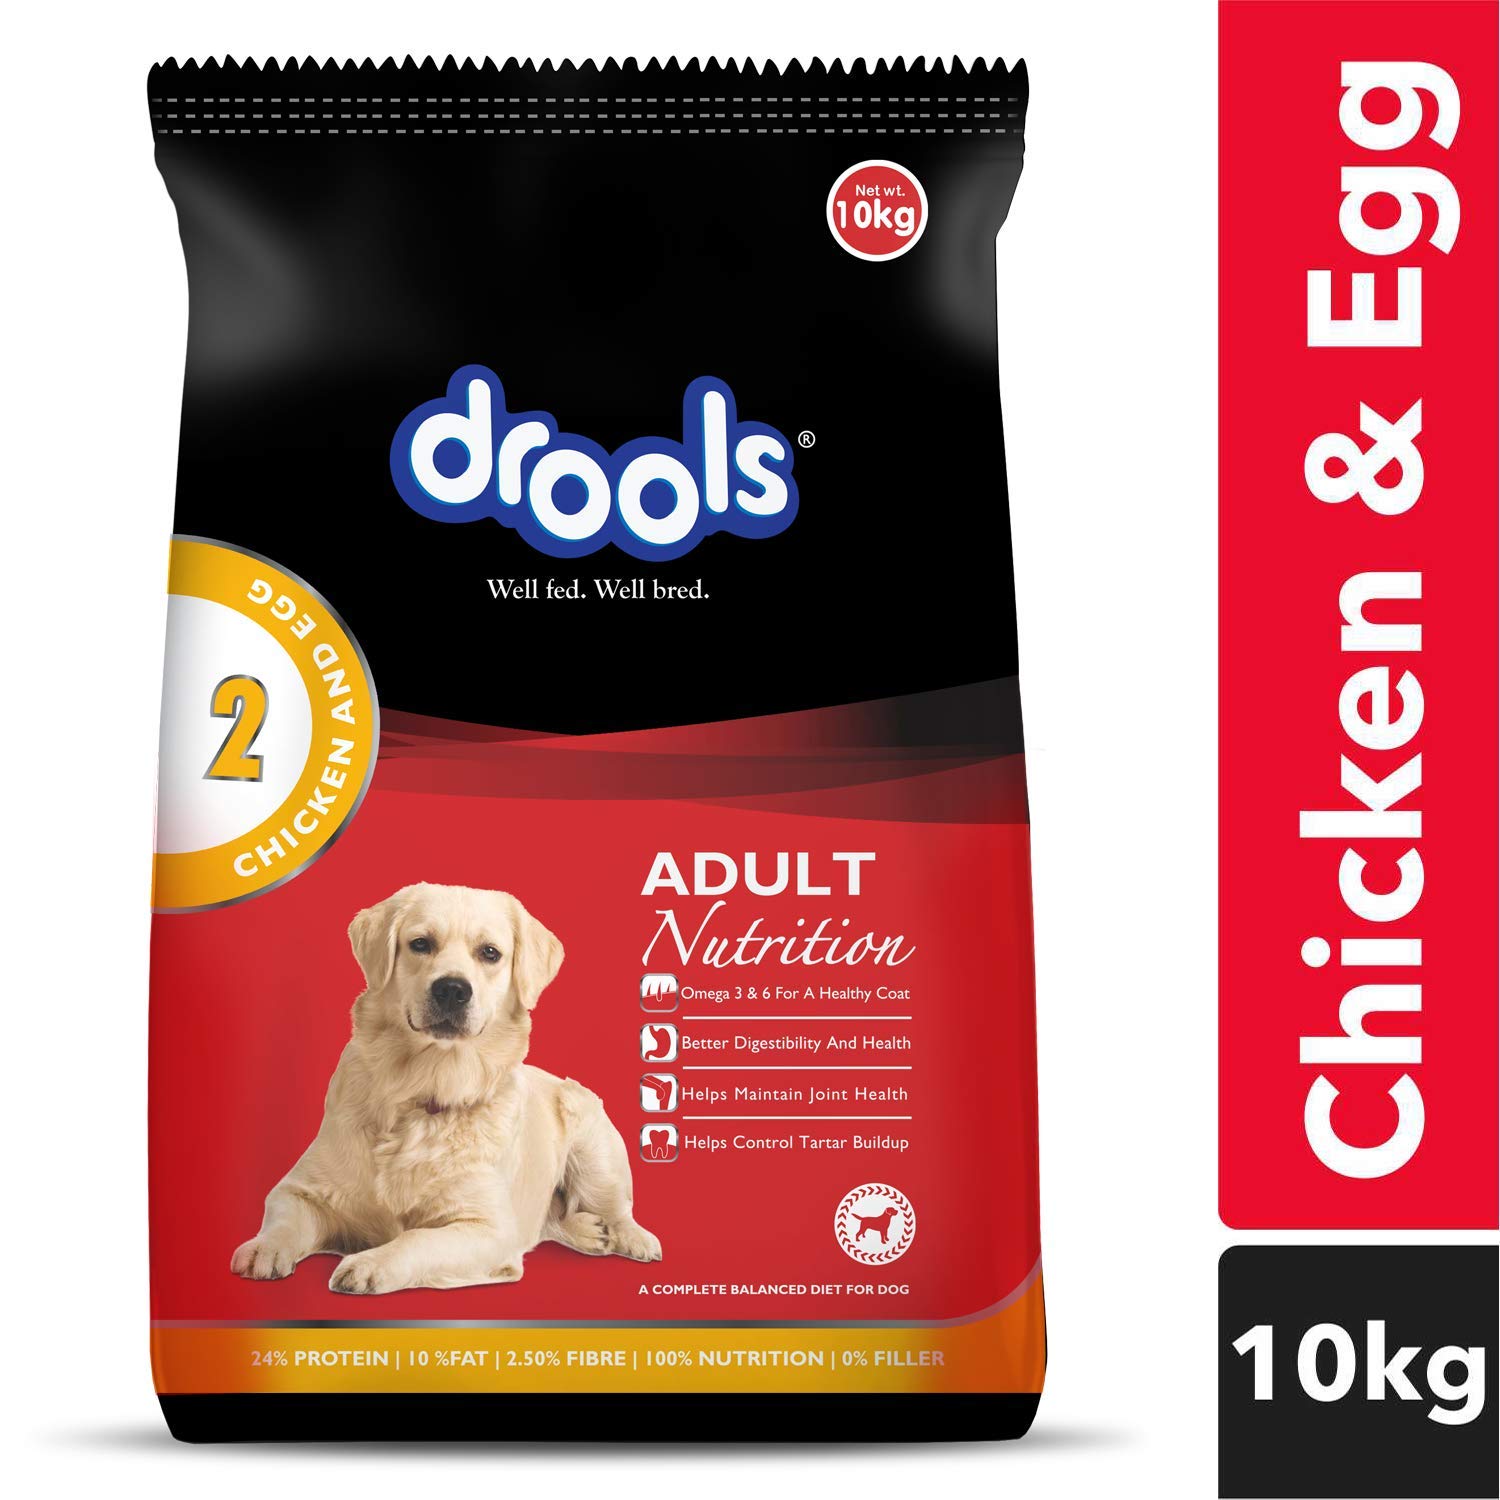 Net wt.
10kg
drools®
Well fed. Well bred.
2
CHICKEN AND EGG
ADULT
Nutrition
Omega 3 & 6 For A Healthy Coat
Better Digestibility And Health
Helps Maintain Joint Health
Helps Control Tartar Buildup
A COMPLETE BALANCED DIET FOR DOG
24% PROTEIN | 10 %FAT | 2.50% FIBRE | 100% NUTRITION | 0% FILLER
Chicken & Egg
10kg